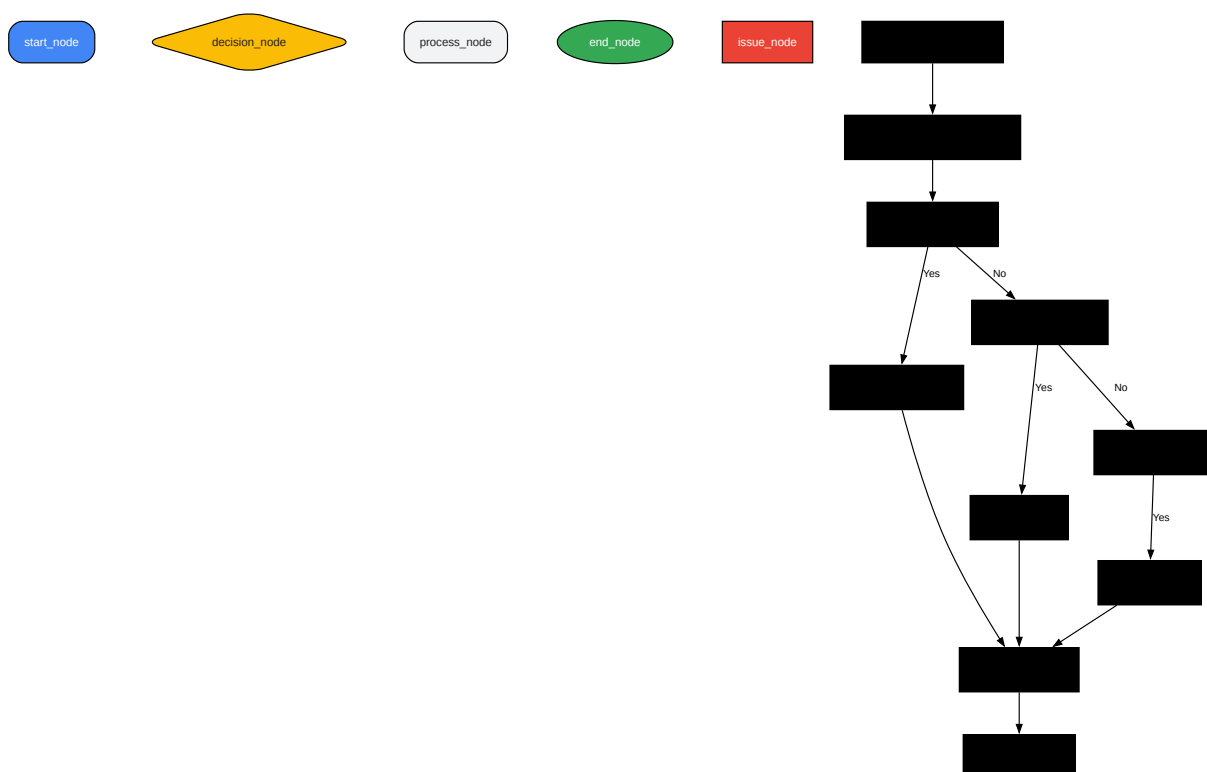 start_node
decision_node
process_node
end_node
issue_node
Yes
No
Yes
No
Yes